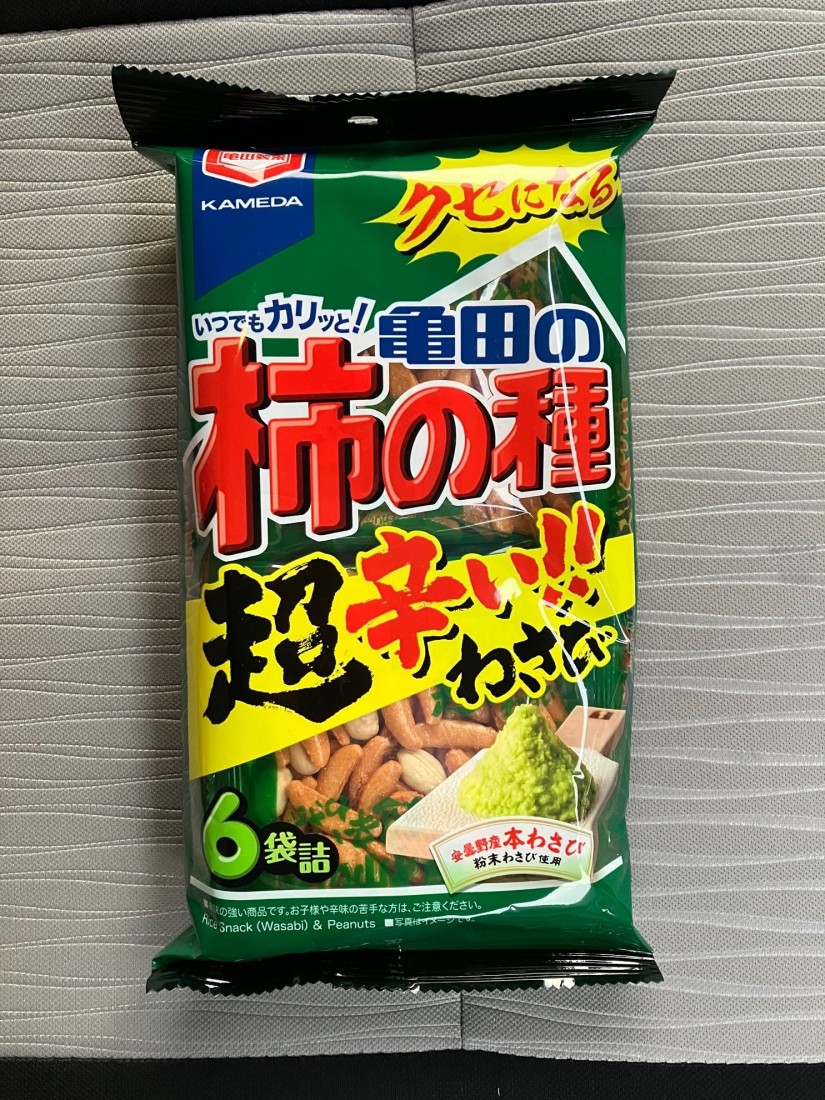 亀田製菓
KAMEDA
クセになる
いつでもカリッと!
亀田の
柿の種
超辛い!!
わさび
6袋詰
安曇野産本わさび
粉末わさび使用
の強い商品です。お子様や辛味の苦手な方は、ご注意ください。
Rice Snack (Wasabi) & Peanuts ■写真はイメージです。